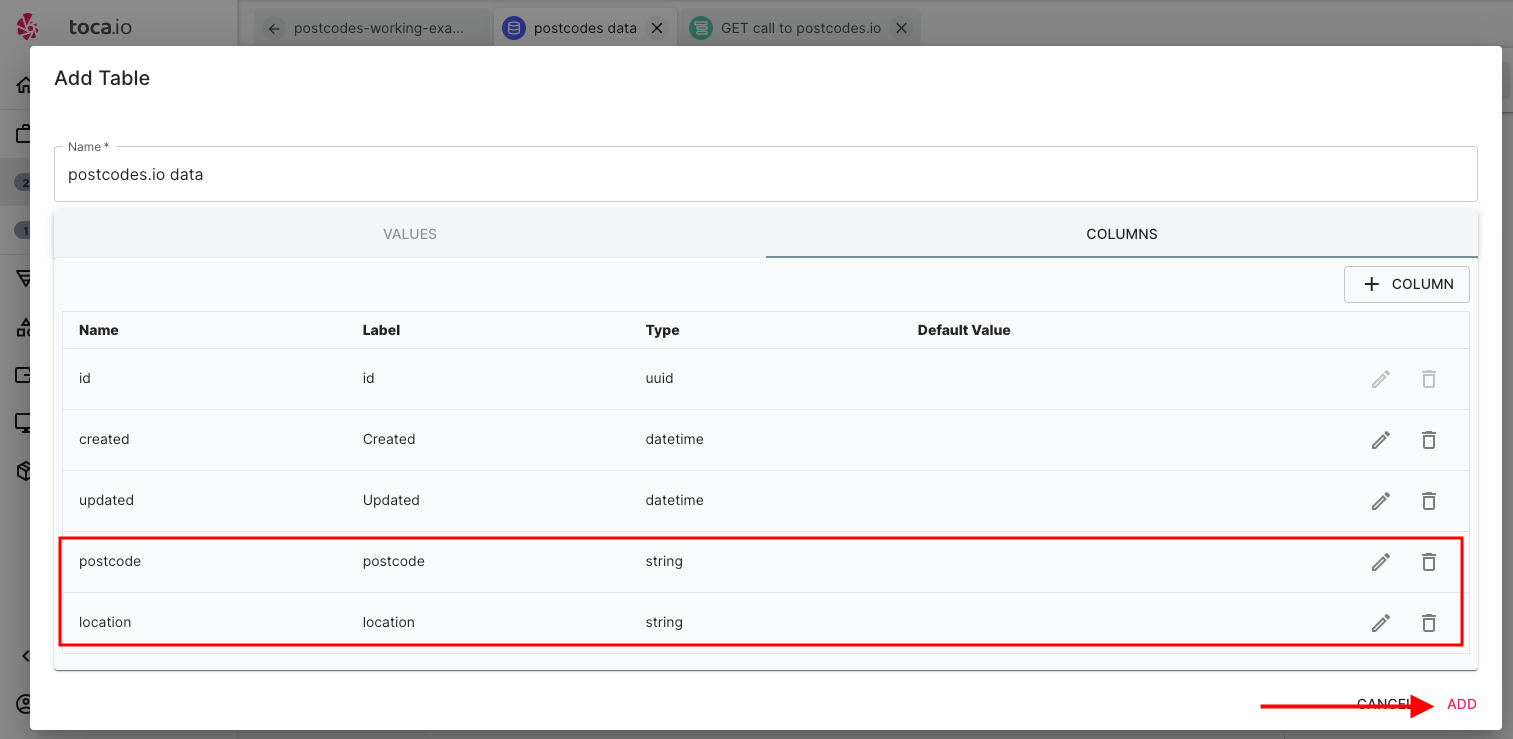 toca.io
postcodes-working-exa...
postcodes data
GET call to postcodes.io
Add Table
Name *
postcodes.io data
VALUES
COLUMNS
COLUMN
Name Label Type Default Value
id id uuid
created Created datetime
updated Updated datetime
postcode postcode string
location location string
2
1
CANCEL ADD